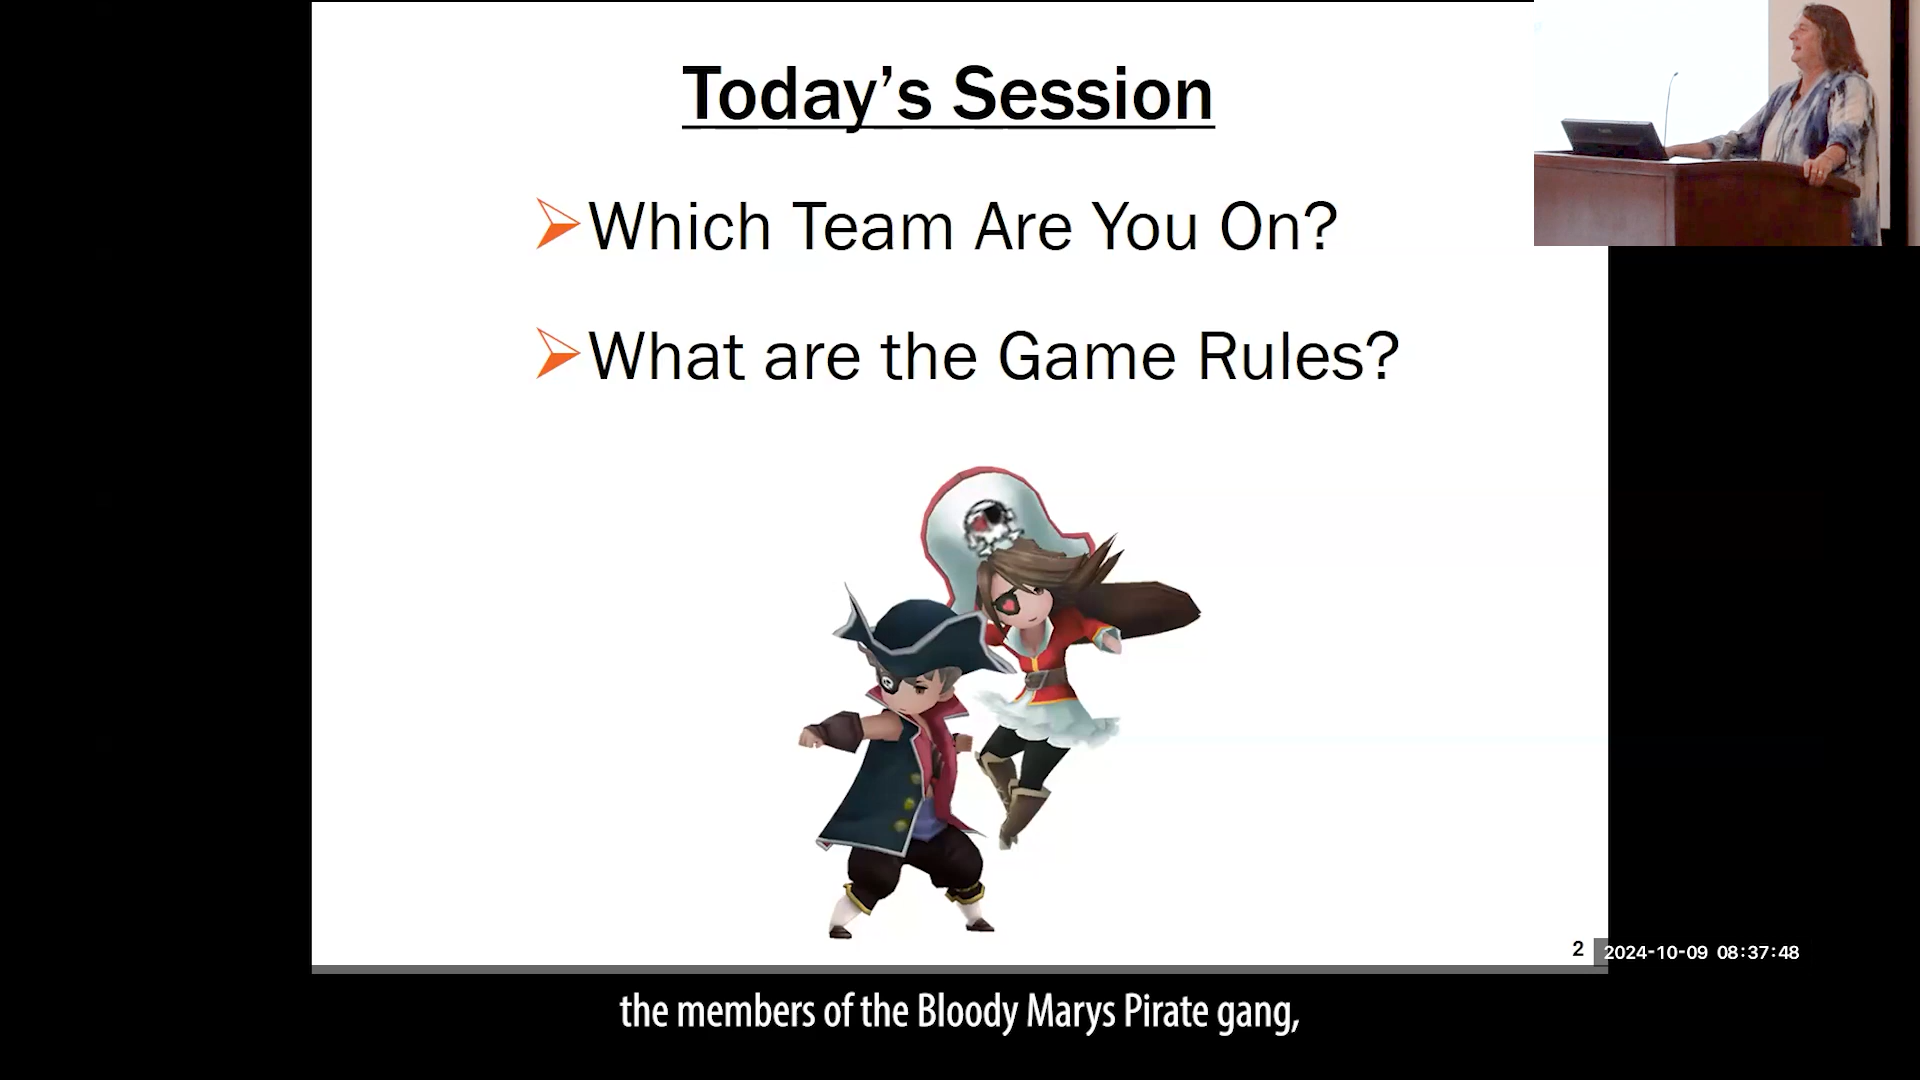 Today's Session
Which Team Are You On?
What are the Game Rules?
2
2024-10-09 08:37:48
the members of the Bloody Marys Pirate gang,